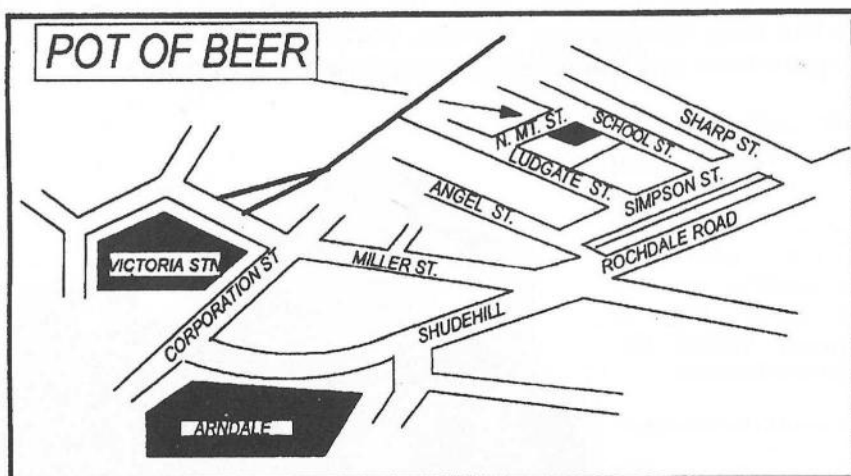 POT OF BEER
SHARP ST.
SCHOOL ST.
N. MT. ST.
LUDGATE ST.
SIMPSON ST.
ANGEL ST.
ROCHDALE ROAD
VICTORIA STN
MILLER ST.
CORPORATION ST
SHUDEHILL
ARNDALE